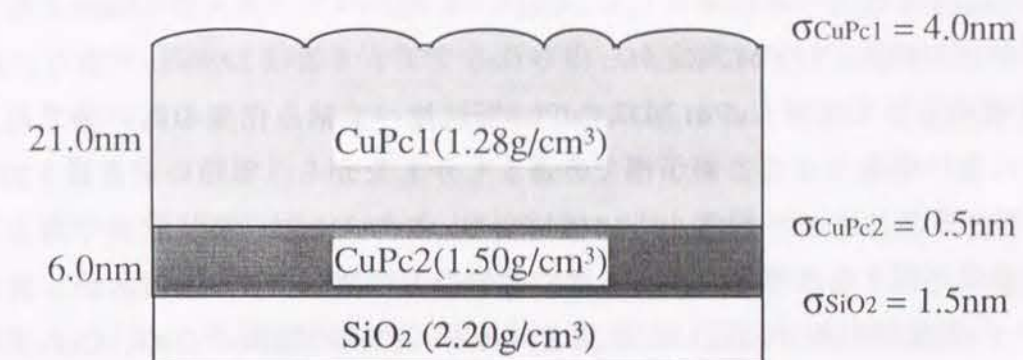 σCuPc1 = 4.0nm
21.0nm
CuPc1(1.28g/cm³)
σCuPc2 = 0.5nm
6.0nm
CuPc2(1.50g/cm³)
σSiO₂ = 1.5nm
SiO₂ (2.20g/cm³)